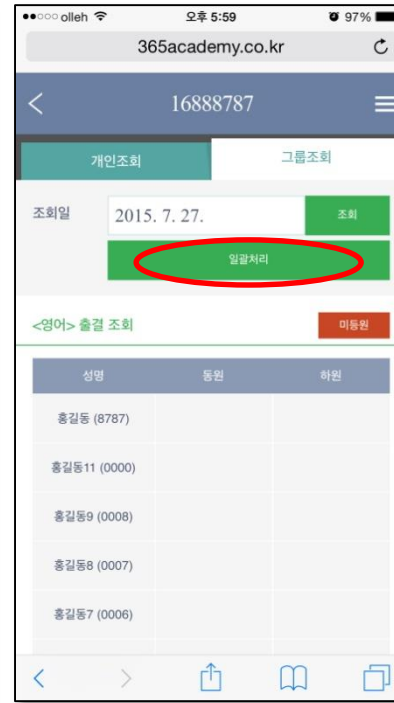 olleh 오후 5:59 97%
365academy.co.kr
16888787
개인조회 그룹조회
조회일 2015. 7. 27. 조회
일괄처리
<영어> 출결 조회 미등원
성명 등원 하원
홍길동 (8787)
홍길동11 (0000)
홍길동9 (0008)
홍길동8 (0007)
홍길동7 (0006)